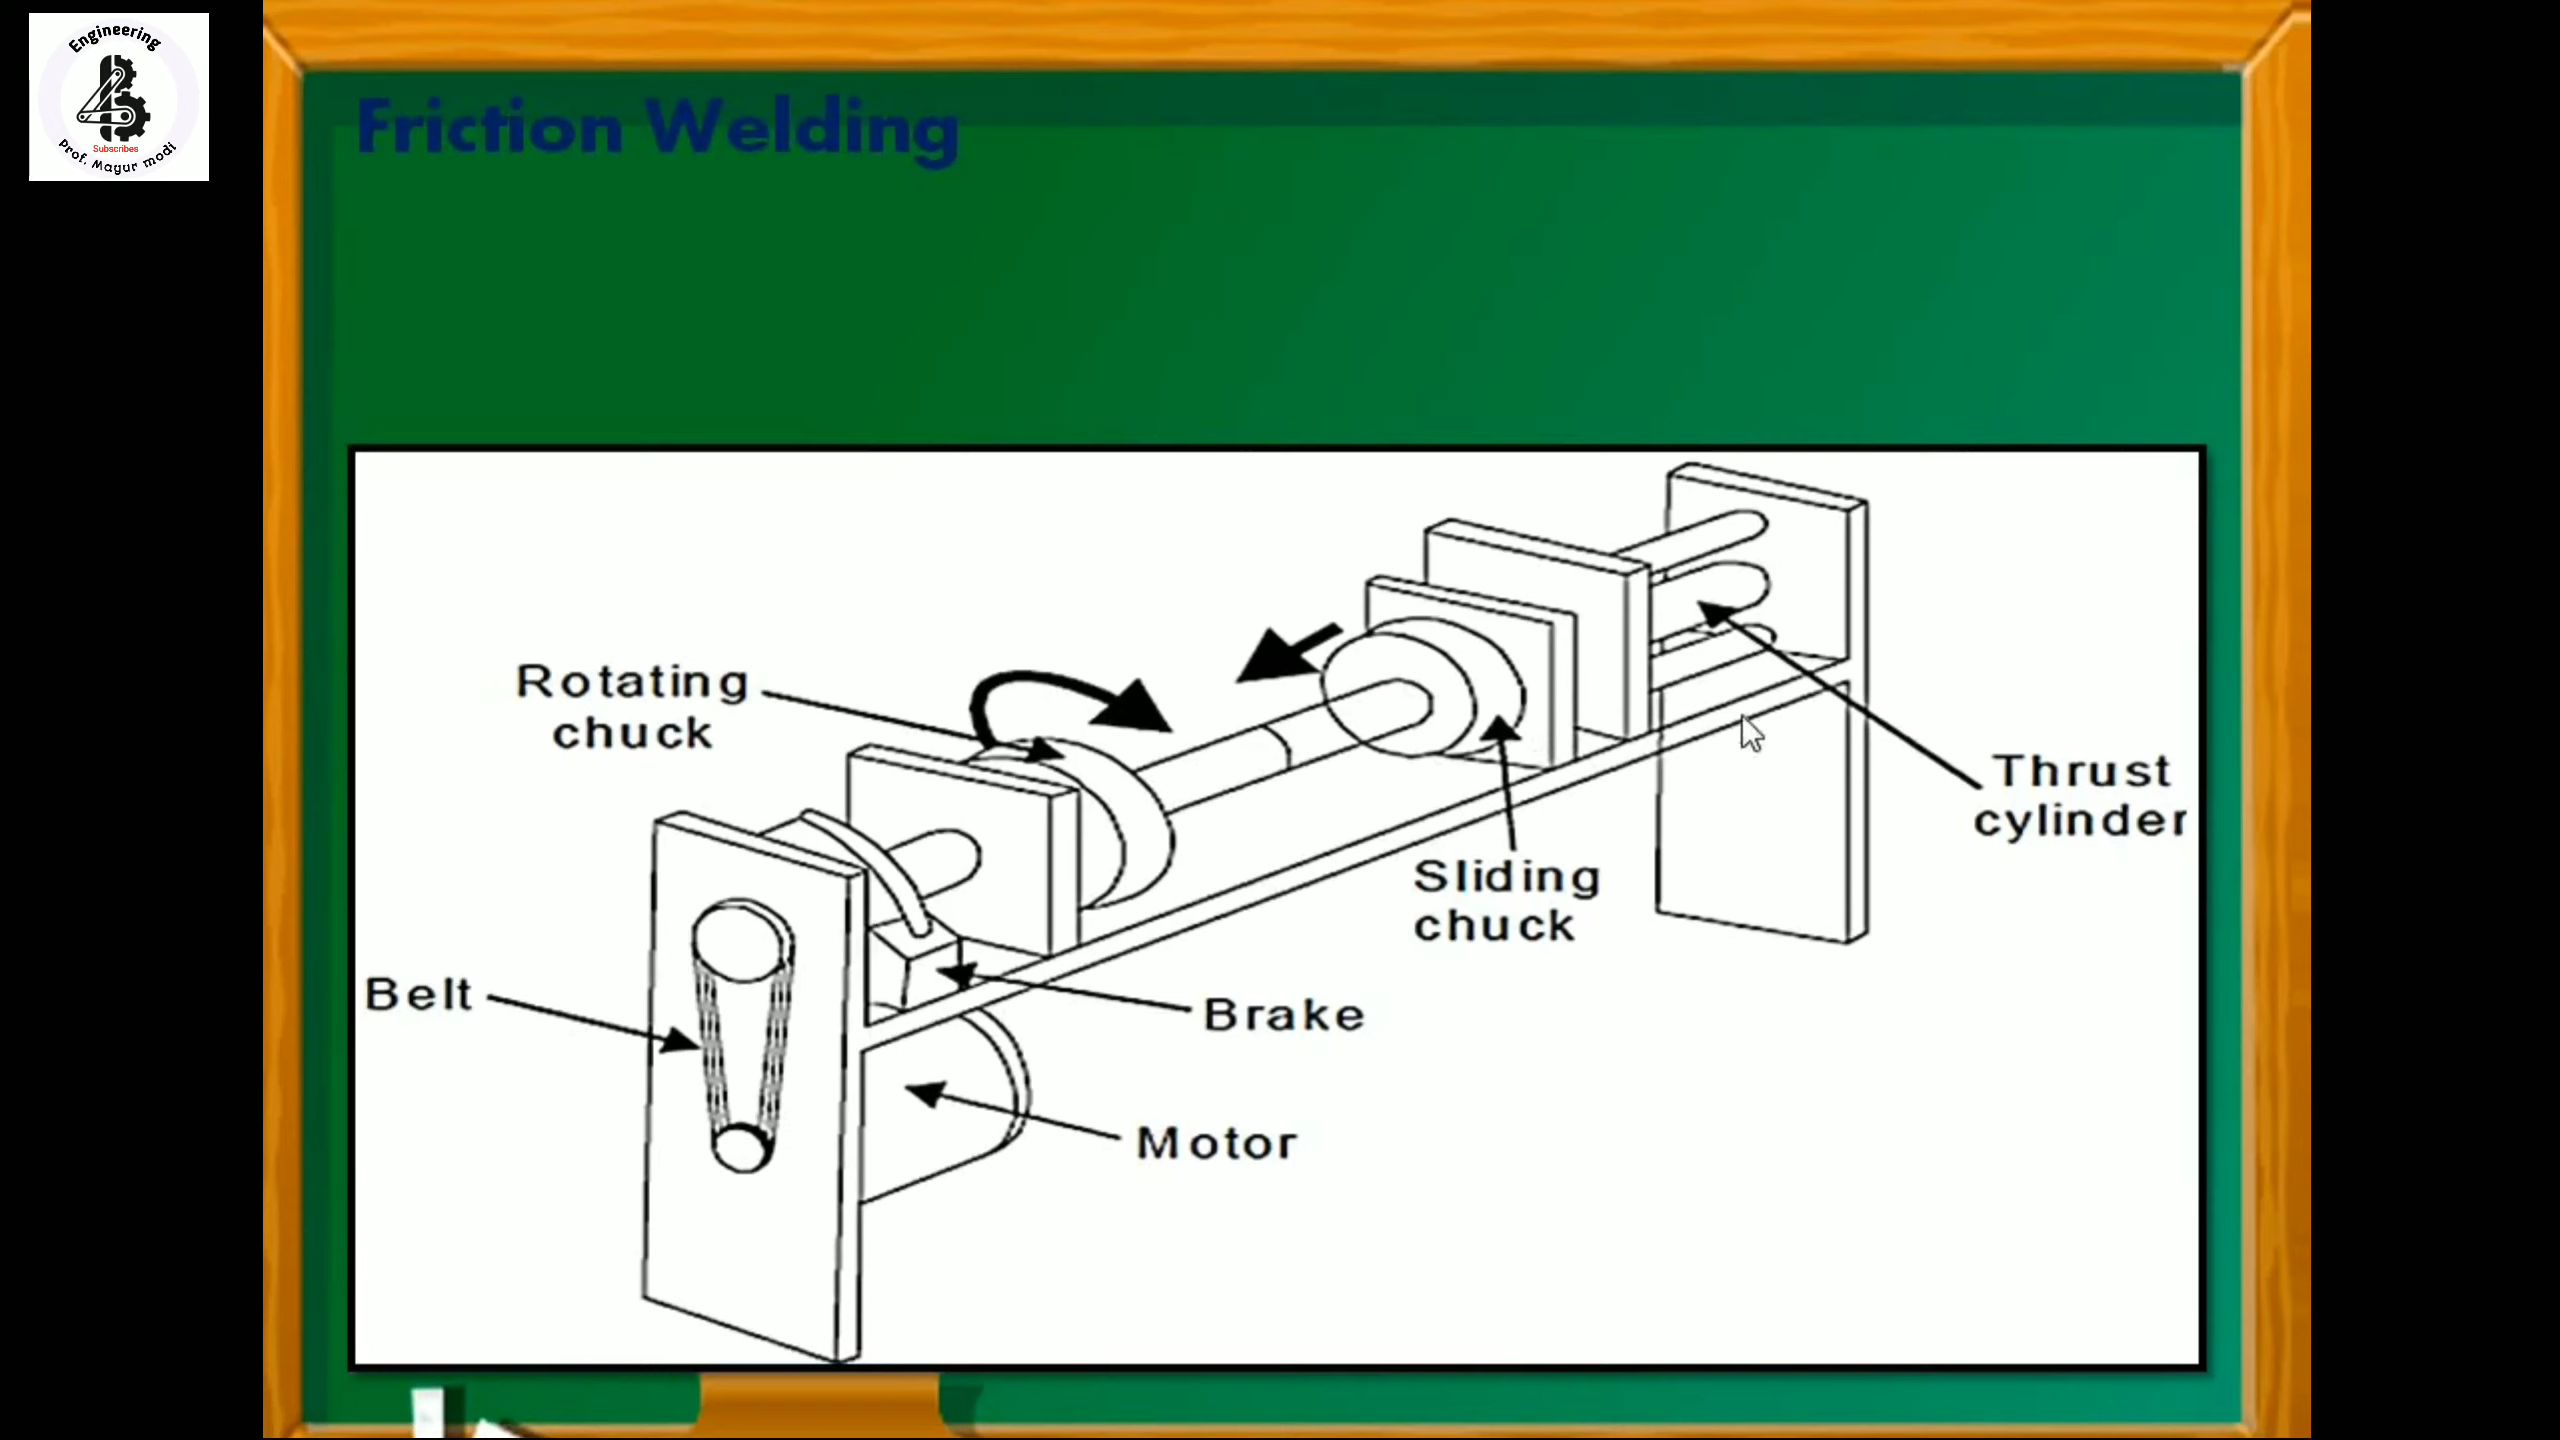 Engineering
Subscribes
Prof. Mayur modi
Friction Welding
Rotating
chuck
Thrust
cylinder
Sliding
chuck
Belt
Brake
Motor